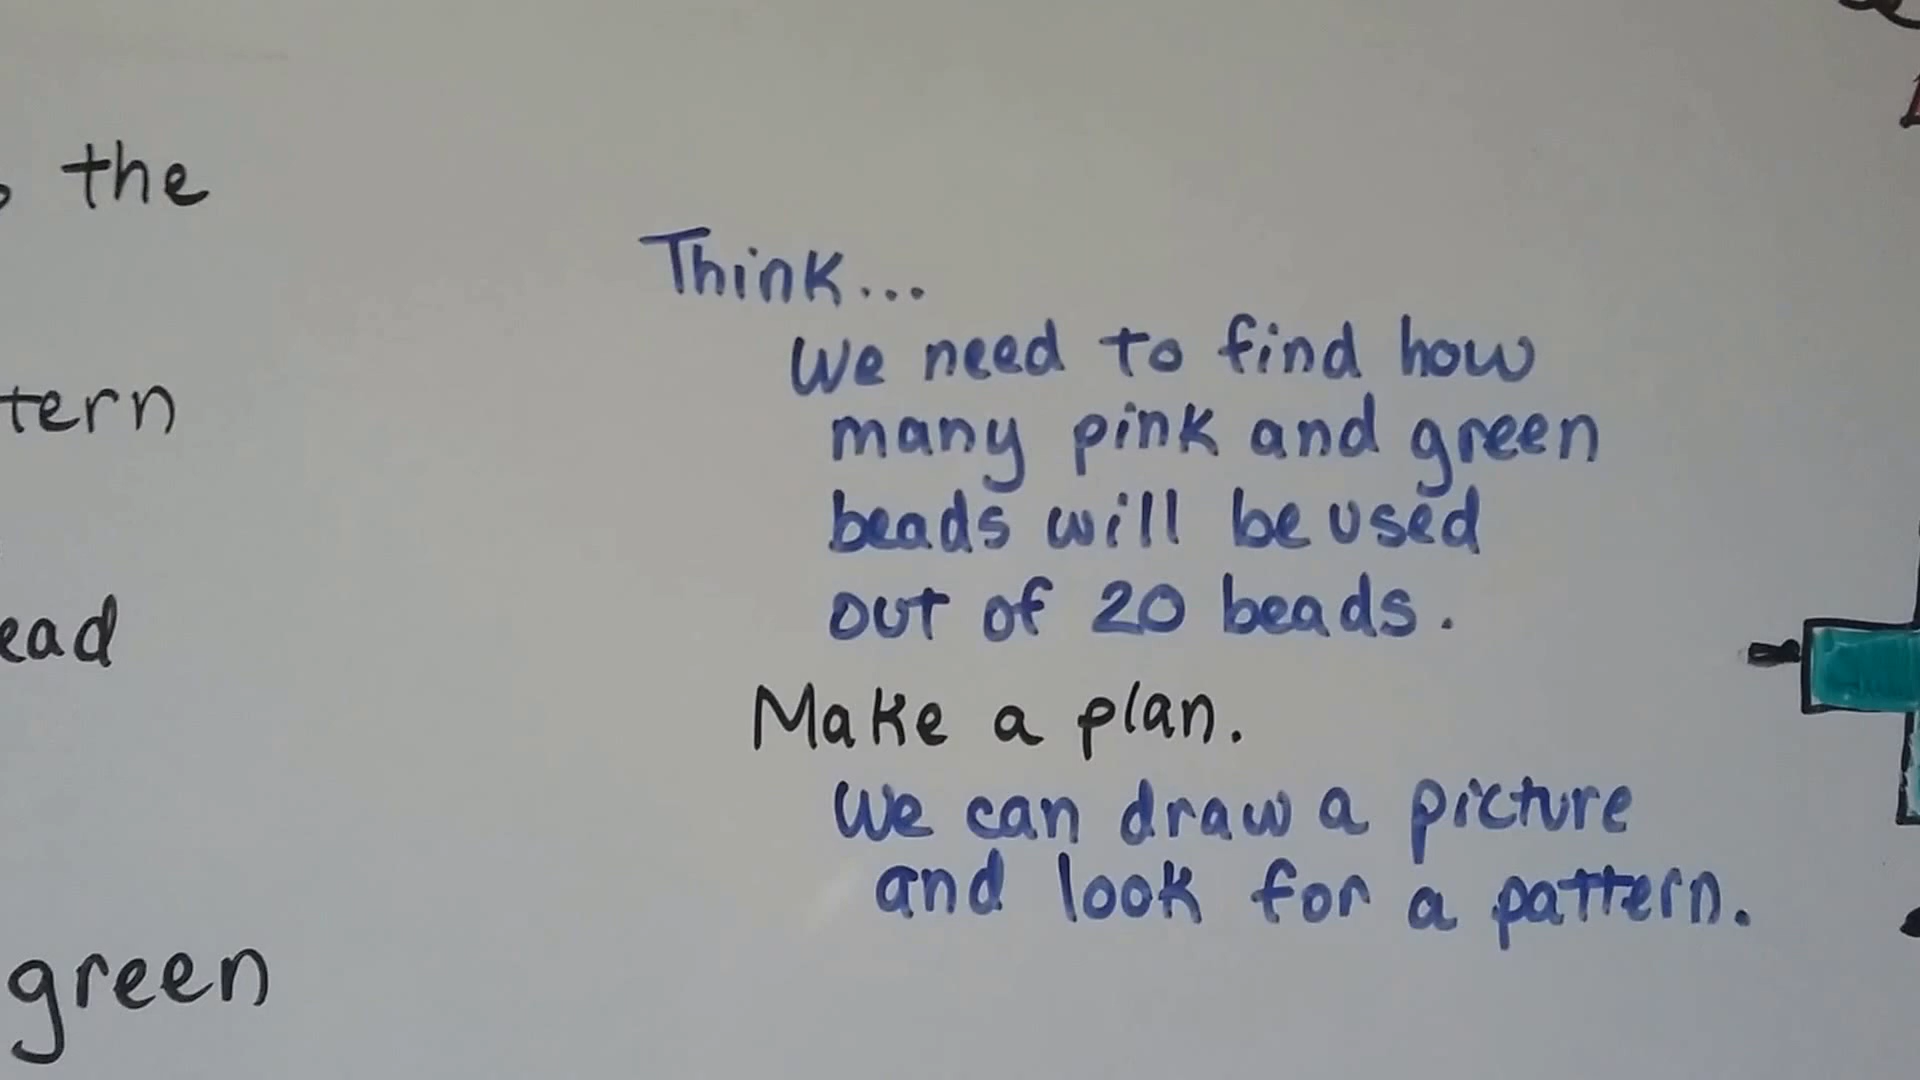 the
tern
ead
green
Think...
We need to find how
many pink and green
beads will be used
out of 20 beads.
Make a plan.
We can draw a picture
and look for a pattern.